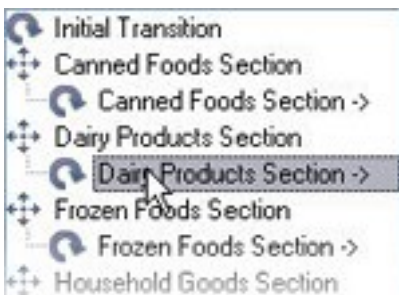 Initial Transition
Canned Foods Section
Canned Foods Section ->
Dairy Products Section
Dairy Products Section ->
Frozen Foods Section
Frozen Foods Section ->
Household Goods Section